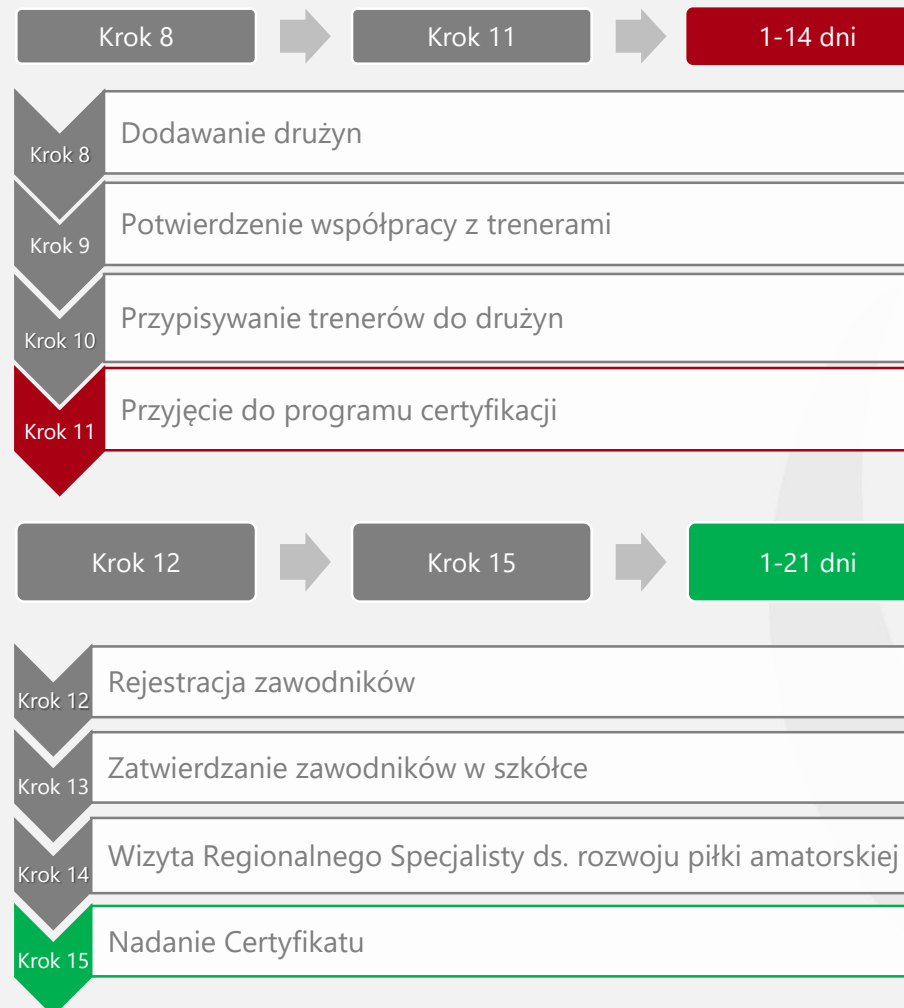 Krok 8
Krok 11
1-14 dni
Krok 8
Dodawanie drużyn
Krok 9
Potwierdzenie współpracy z trenerami
Krok 10
Przypisywanie trenerów do drużyn
Krok 11
Przyjęcie do programu certyfikacji
Krok 12
Krok 15
1-21 dni
Krok 12
Rejestracja zawodników
Krok 13
Zatwierdzanie zawodników w szkółce
Krok 14
Wizyta Regionalnego Specjalisty ds. rozwoju piłki amatorskiej
Krok 15
Nadanie Certyfikatu